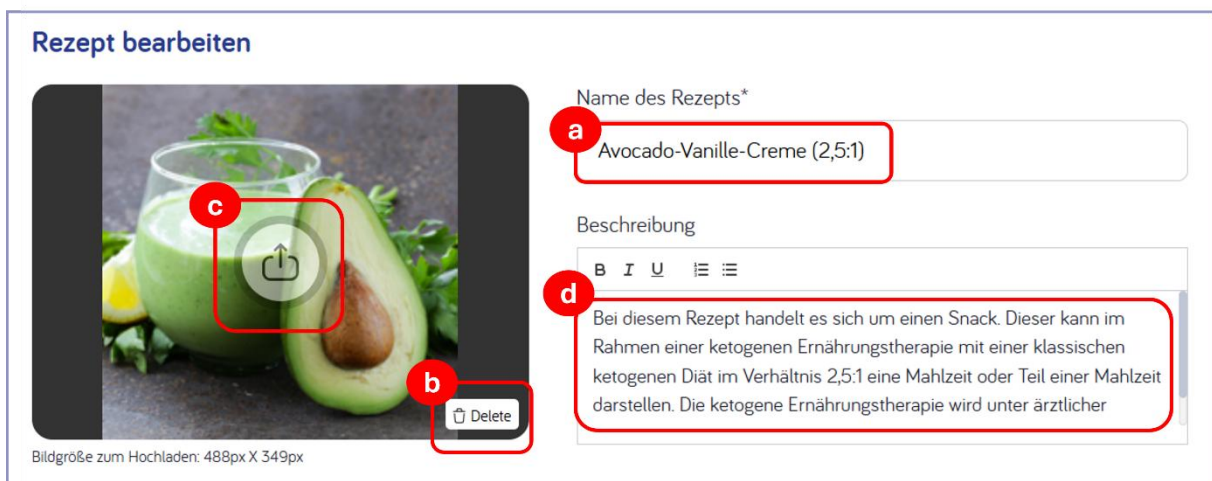 Rezept bearbeiten
Name des Rezepts*
a
Avocado-Vanille-Creme (2,5:1)
c
Beschreibung
B I U
d
Bei diesem Rezept handelt es sich um einen Snack. Dieser kann im
Rahmen einer ketogenen Ernährungstherapie mit einer klassischen
ketogenen Diät im Verhältnis 2,5:1 eine Mahlzeit oder Teil einer Mahlzeit
darstellen. Die ketogene Ernährungstherapie wird unter ärztlicher
b
Delete
Bildgröße zum Hochladen: 488px X 349px